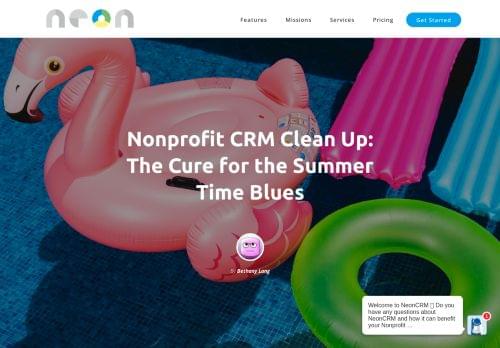 neon
Features
Missions
Services
Pricing
Get Started
Nonprofit CRM Clean Up:
The Cure for the Summer
Time Blues
By Bethany Lang
Welcome to NeonCRM Do you
have any questions about
NeonCRM and how it can benefit
your Nonprofit ...
1